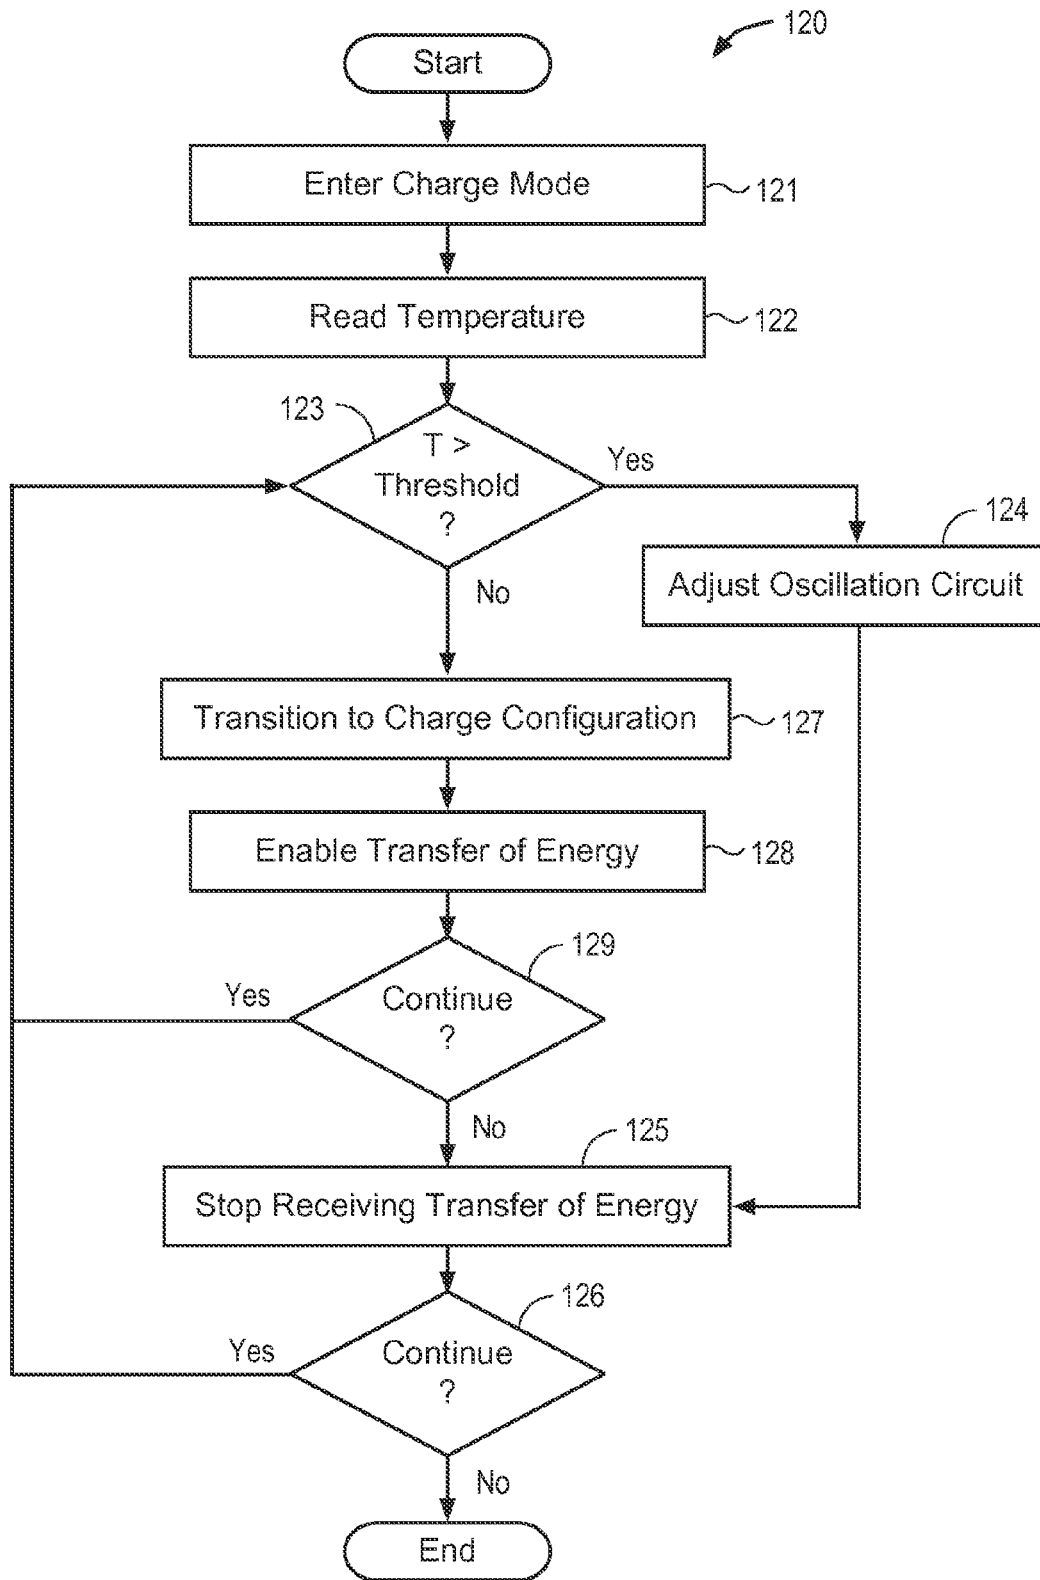 120
Start
Enter Charge Mode
121
Read Temperature
122
123
T >
Threshold
?
Yes
No
124
Adjust Oscillation Circuit
Transition to Charge Configuration
127
Enable Transfer of Energy
128
129
Continue
?
Yes
No
125
Stop Receiving Transfer of Energy
126
Continue
?
Yes
No
End